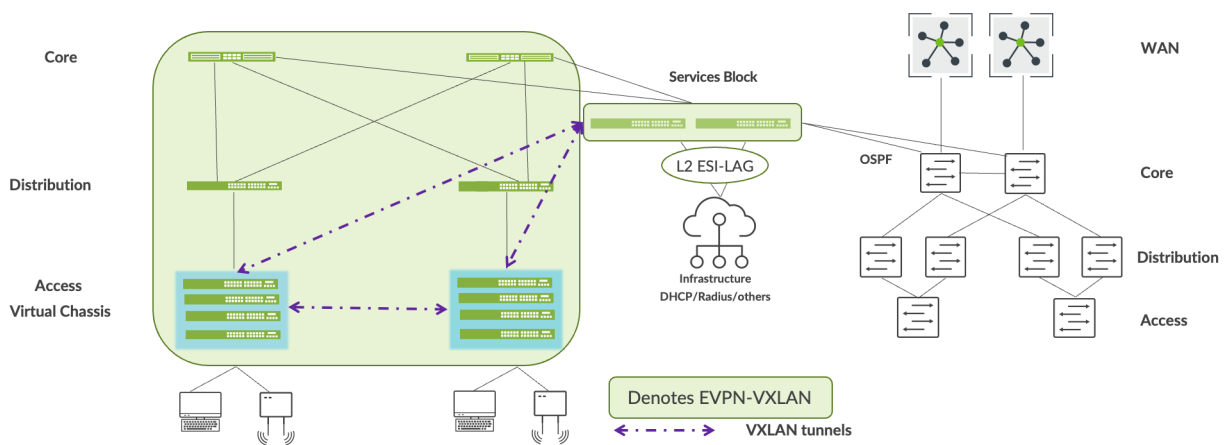 Core
Distribution
Access
Virtual Chassis
Services Block
L2 ESI-LAG
Infrastructure
DHCP/Radius/others
OSPF
WAN
Core
Distribution
Access
Denotes EVPN-VXLAN
VXLAN tunnels